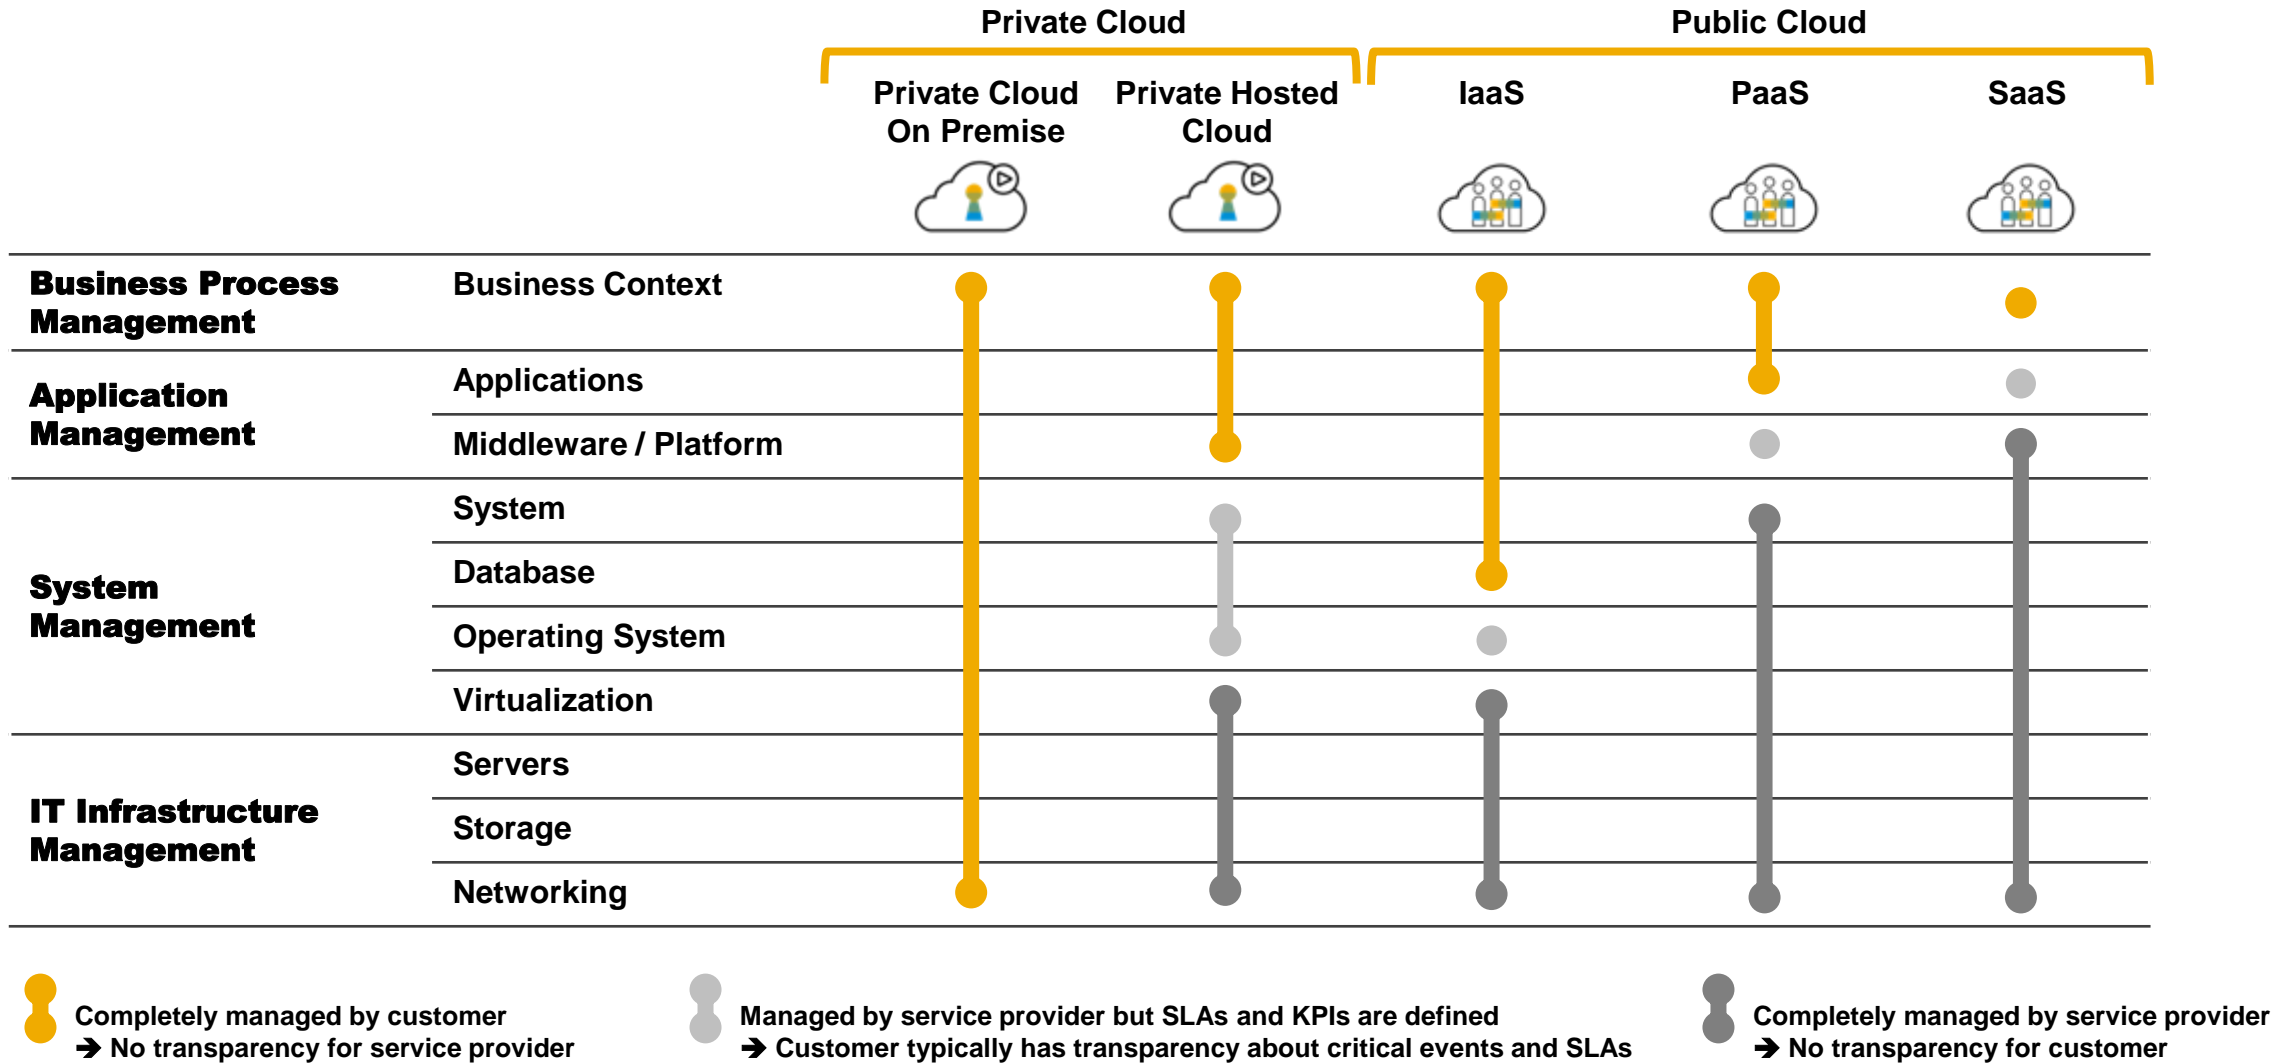 Private Cloud
Public Cloud
Private Cloud
On Premise
Private Hosted
Cloud
IaaS
PaaS
SaaS
Business Process
Management
Business Context
Application
Management
Applications
Middleware / Platform
System
Management
System
Database
Operating System
Virtualization
IT Infrastructure
Management
Servers
Storage
Networking
Completely managed by customer
➔ No transparency for service provider
Managed by service provider but SLAs and KPIs are defined
➔ Customer typically has transparency about critical events and SLAs
Completely managed by service provider
➔ No transparency for customer